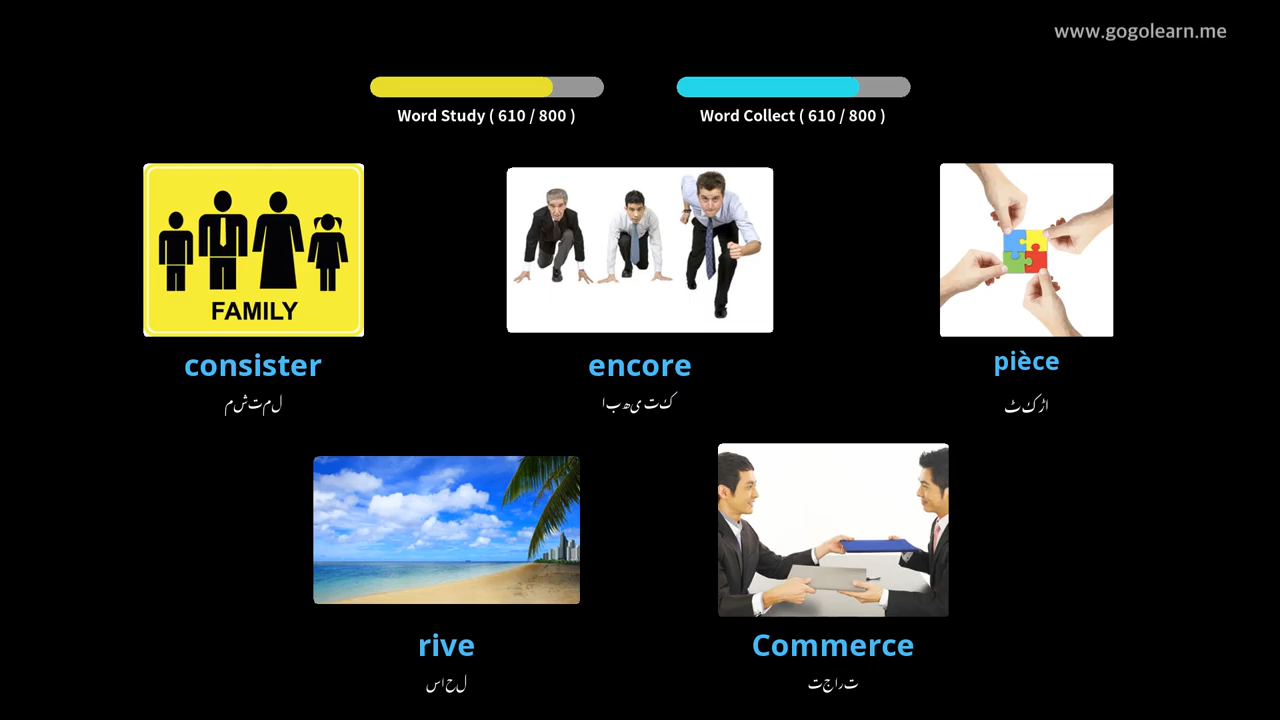 www.gogolearn.me
Word Study ( 610 / 800 )
Word Collect ( 610 / 800 )
FAMILY
consister
مشتمل
encore
ابھی تک
pièce
ٹکڑا
rive
ساحل
Commerce
تجارت